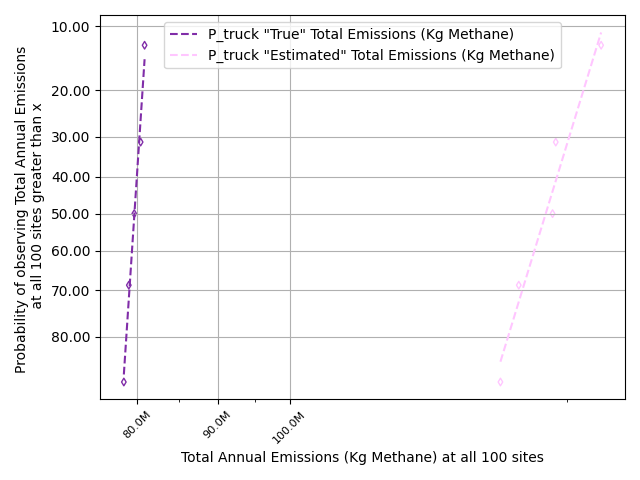 P_truck "True" Total Emissions (Kg Methane)
P_truck "Estimated" Total Emissions (Kg Methane)
10.00
20.00
30.00
40.00
50.00
60.00
70.00
80.00
Probability of observing Total Annual Emissions
at all 100 sites greater than x
80.0M
90.0M
100.0M
Total Annual Emissions (Kg Methane) at all 100 sites